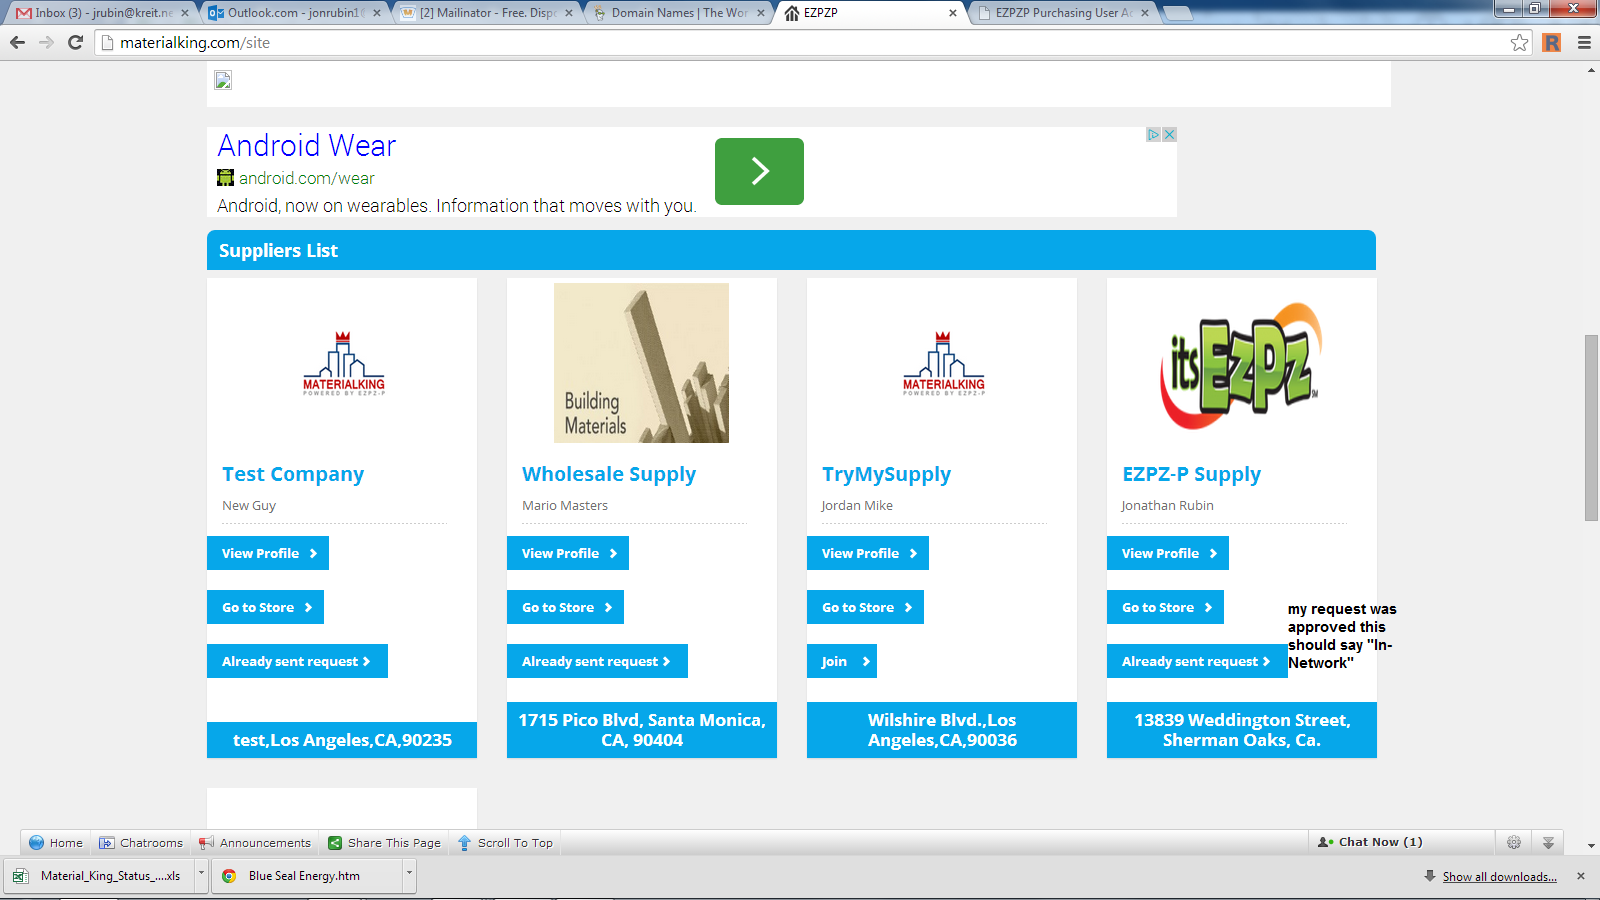 Inbox (3) - jrubin@kreit.ne
Outlook.com - jonrubin1@
[2] Mailinator - Free. Dispo
Domain Names | The Wor
EZPZP
EZPZP Purchasing User Ac
materialking.com/site
Android Wear
android.com/wear
Android, now on wearables. Information that moves with you.
Suppliers List
MATERIALKING
POWERED BY EZPZ-P
Building
Materials
MATERIALKING
POWERED BY EZPZ-P
its EzPz
SM
Test Company
Wholesale Supply
TryMySupply
EZPZ-P Supply
New Guy
Mario Masters
Jordan Mike
Jonathan Rubin
View Profile
View Profile
View Profile
View Profile
Go to Store
Go to Store
Go to Store
Go to Store
my request was
approved this
should say "In-
Network"
Already sent request
Already sent request
Join
Already sent request
test,Los Angeles,CA,90235
1715 Pico Blvd, Santa Monica,
CA, 90404
Wilshire Blvd.,Los
Angeles,CA,90036
13839 Weddington Street,
Sherman Oaks, Ca.
Home
Chatrooms
Announcements
Share This Page
Scroll To Top
Chat Now (1)
Material_King_Status_....xls
Blue Seal Energy.htm
Show all downloads...